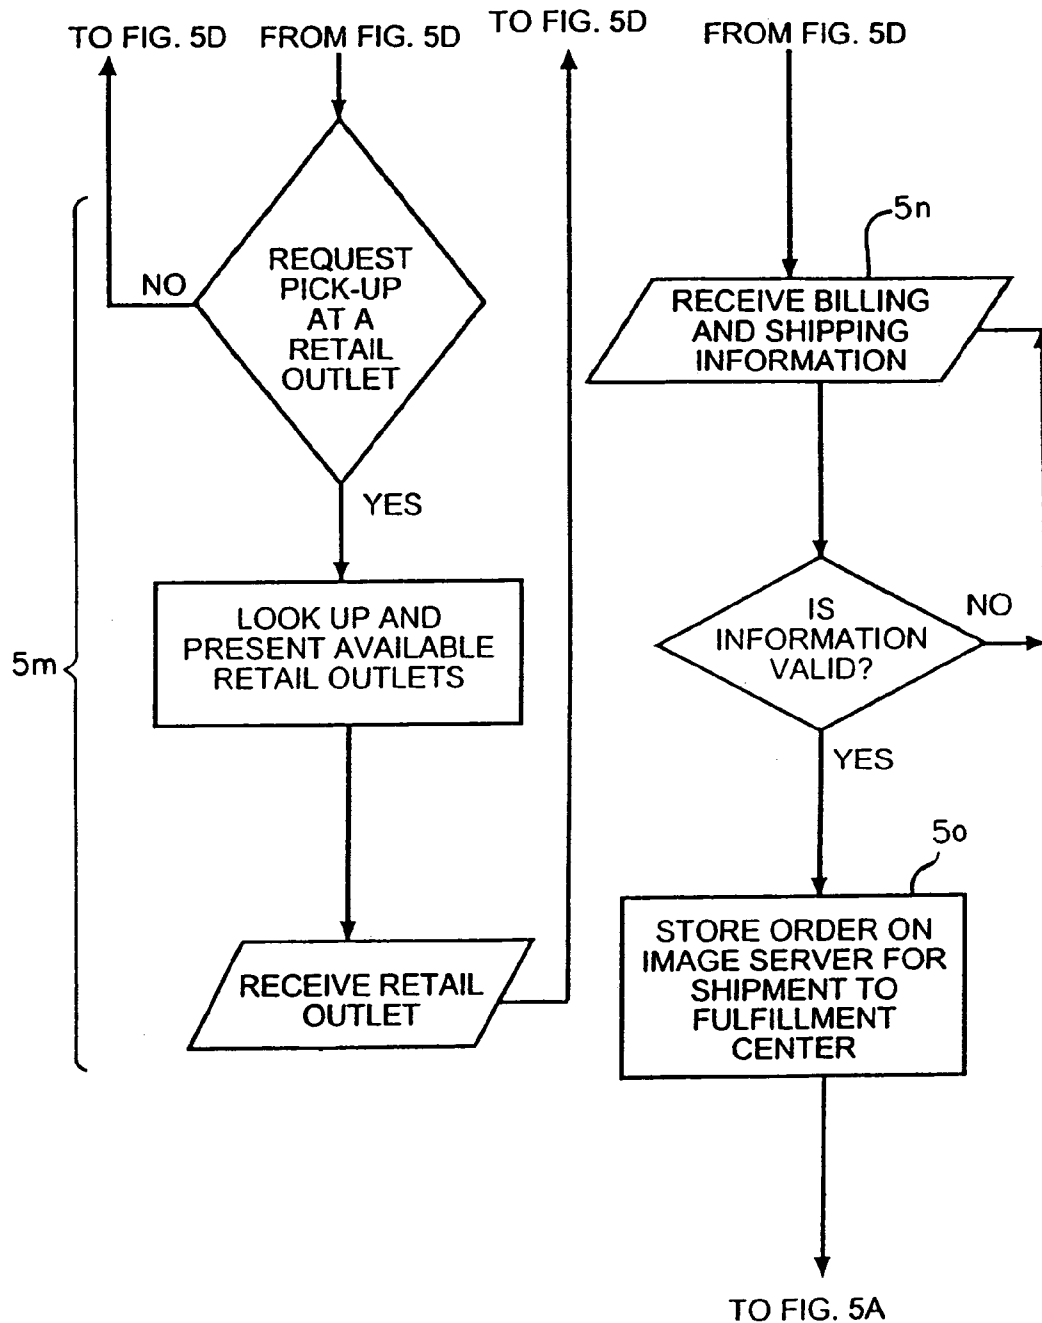 TO FIG. 5D
FROM FIG. 5D
TO FIG. 5D
FROM FIG. 5D
REQUEST
PICK-UP
AT A
RETAIL
OUTLET
NO
YES
5m
LOOK UP AND
PRESENT AVAILABLE
RETAIL OUTLETS
RECEIVE RETAIL
OUTLET
5n
RECEIVE BILLING
AND SHIPPING
INFORMATION
IS
INFORMATION
VALID?
NO
YES
5o
STORE ORDER ON
IMAGE SERVER FOR
SHIPMENT TO
FULFILLMENT
CENTER
TO FIG. 5A